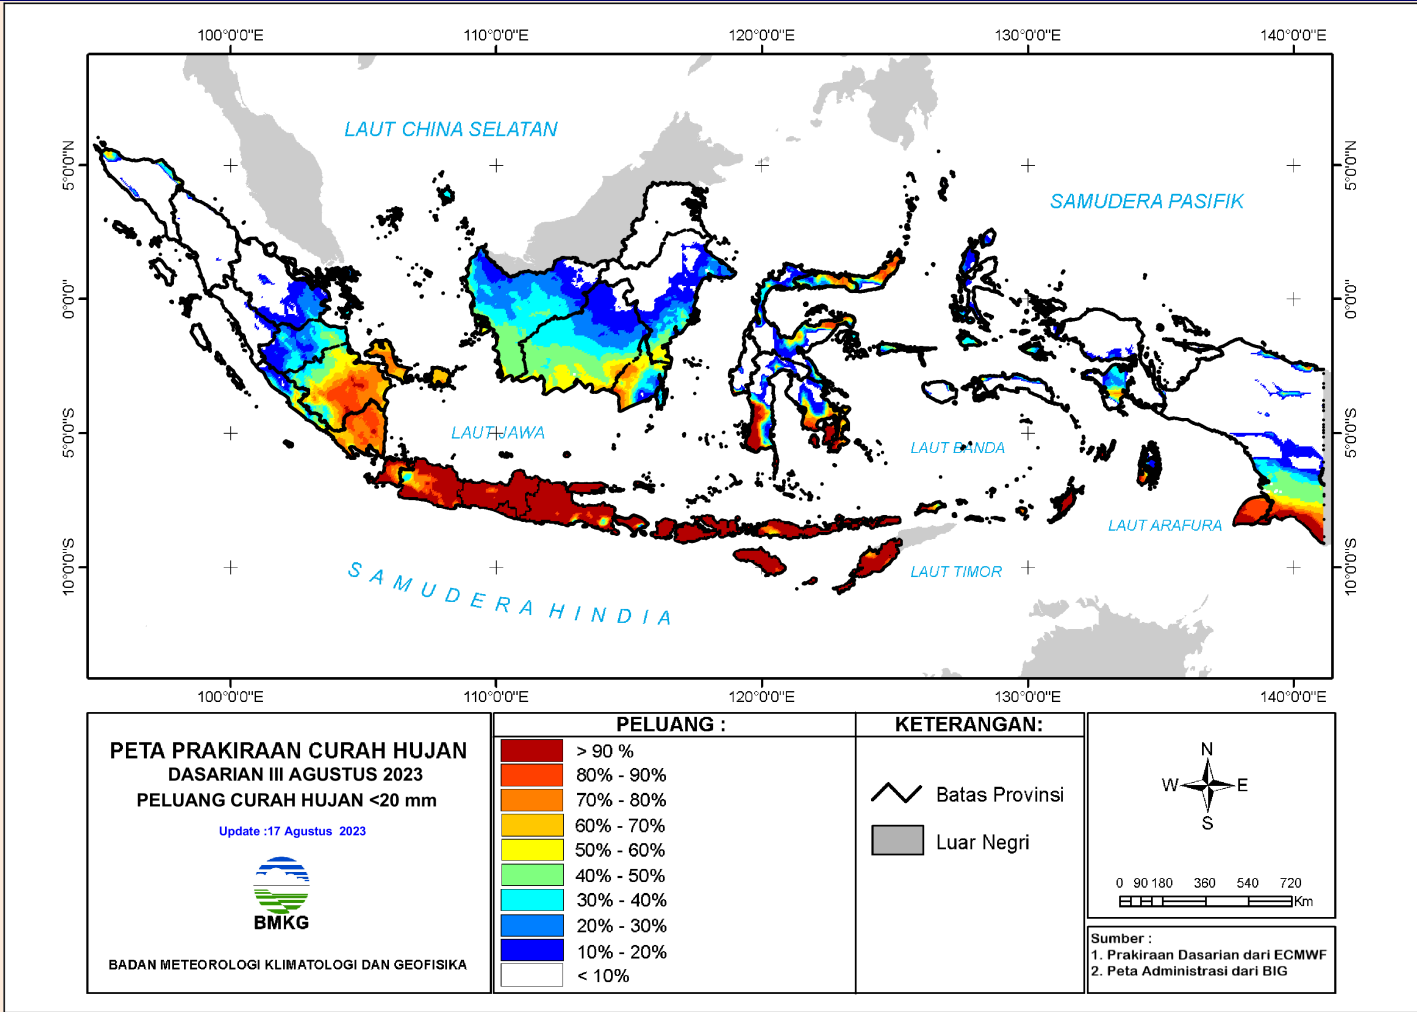 100°0'0"E 110°0'0"E 120°0'0"E 130°0'0"E 140°0'0"E
5°0'0"N
0°0'0"
5°0'0"S
10°0'0"S
LAUT CHINA SELATAN
SAMUDERA PASIFIK
LAUT JAWA
LAUT BANDA
LAUT ARAFURA
LAUT TIMOR
SAMUDERA HINDIA
5°0'0"N
0°0'0"
5°0'0"S
10°0'0"S
100°0'0"E 110°0'0"E 120°0'0"E 130°0'0"E 140°0'0"E
PETA PRAKIRAAN CURAH HUJAN
DASARIAN III AGUSTUS 2023
PELUANG CURAH HUJAN <20 mm
Update :17 Agustus 2023
BMKG
BADAN METEOROLOGI KLIMATOLOGI DAN GEOFISIKA
PELUANG :
> 90 %
80% - 90%
70% - 80%
60% - 70%
50% - 60%
40% - 50%
30% - 40%
20% - 30%
10% - 20%
< 10%
KETERANGAN:
Batas Provinsi
Luar Negri
N
W E
S
0 90 180 360 540 720
Km
Sumber :
1. Prakiraan Dasarian dari ECMWF
2. Peta Administrasi dari BIG